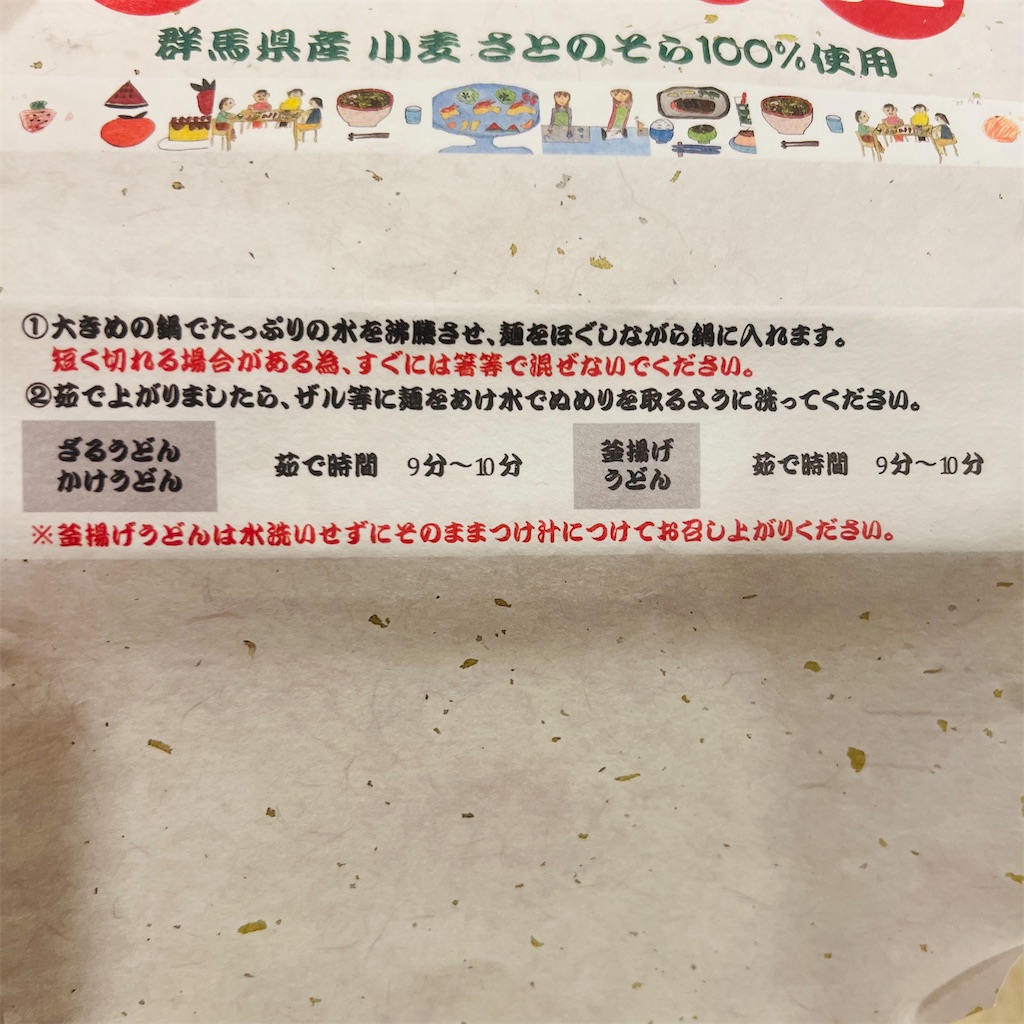 群馬県産 小麦 さとのそら100%使用
①大きめの鍋でたっぷりの水を沸騰させ、麺をほぐしながら鍋に入れます。
短く切れる場合がある為、すぐには箸等で混ぜないでください。
②茹で上がりましたら、ザル等に麺をあけ水でぬめりを取るように洗ってください。
ざるうどん
かけうどん
茹で時間 9分～10分
釜揚げ
うどん
茹で時間 9分～10分
※釜揚げうどんは水洗いせずにそのままつけ汁につけてお召し上がりください。